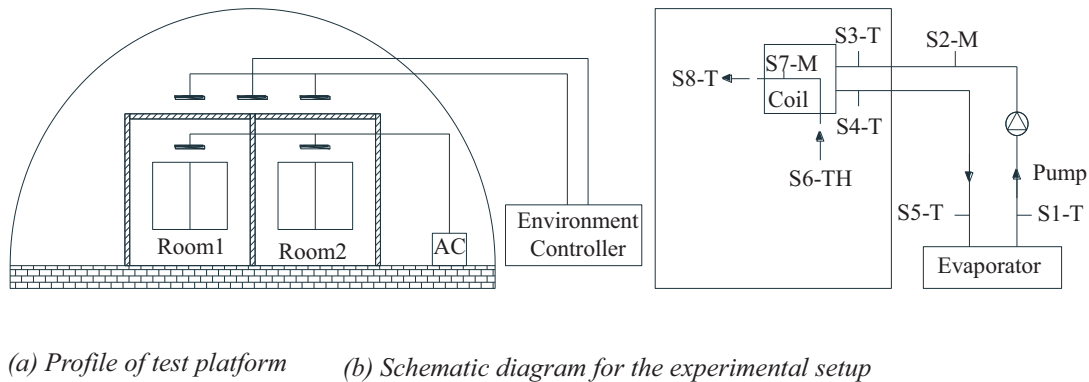 Room1
Room2
AC
Environment
Controller
S3-T
S2-M
S7-M
S8-T
Coil
S4-T
S6-TH
Pump
S5-T
S1-T
Evaporator
(a) Profile of test platform
(b) Schematic diagram for the experimental setup